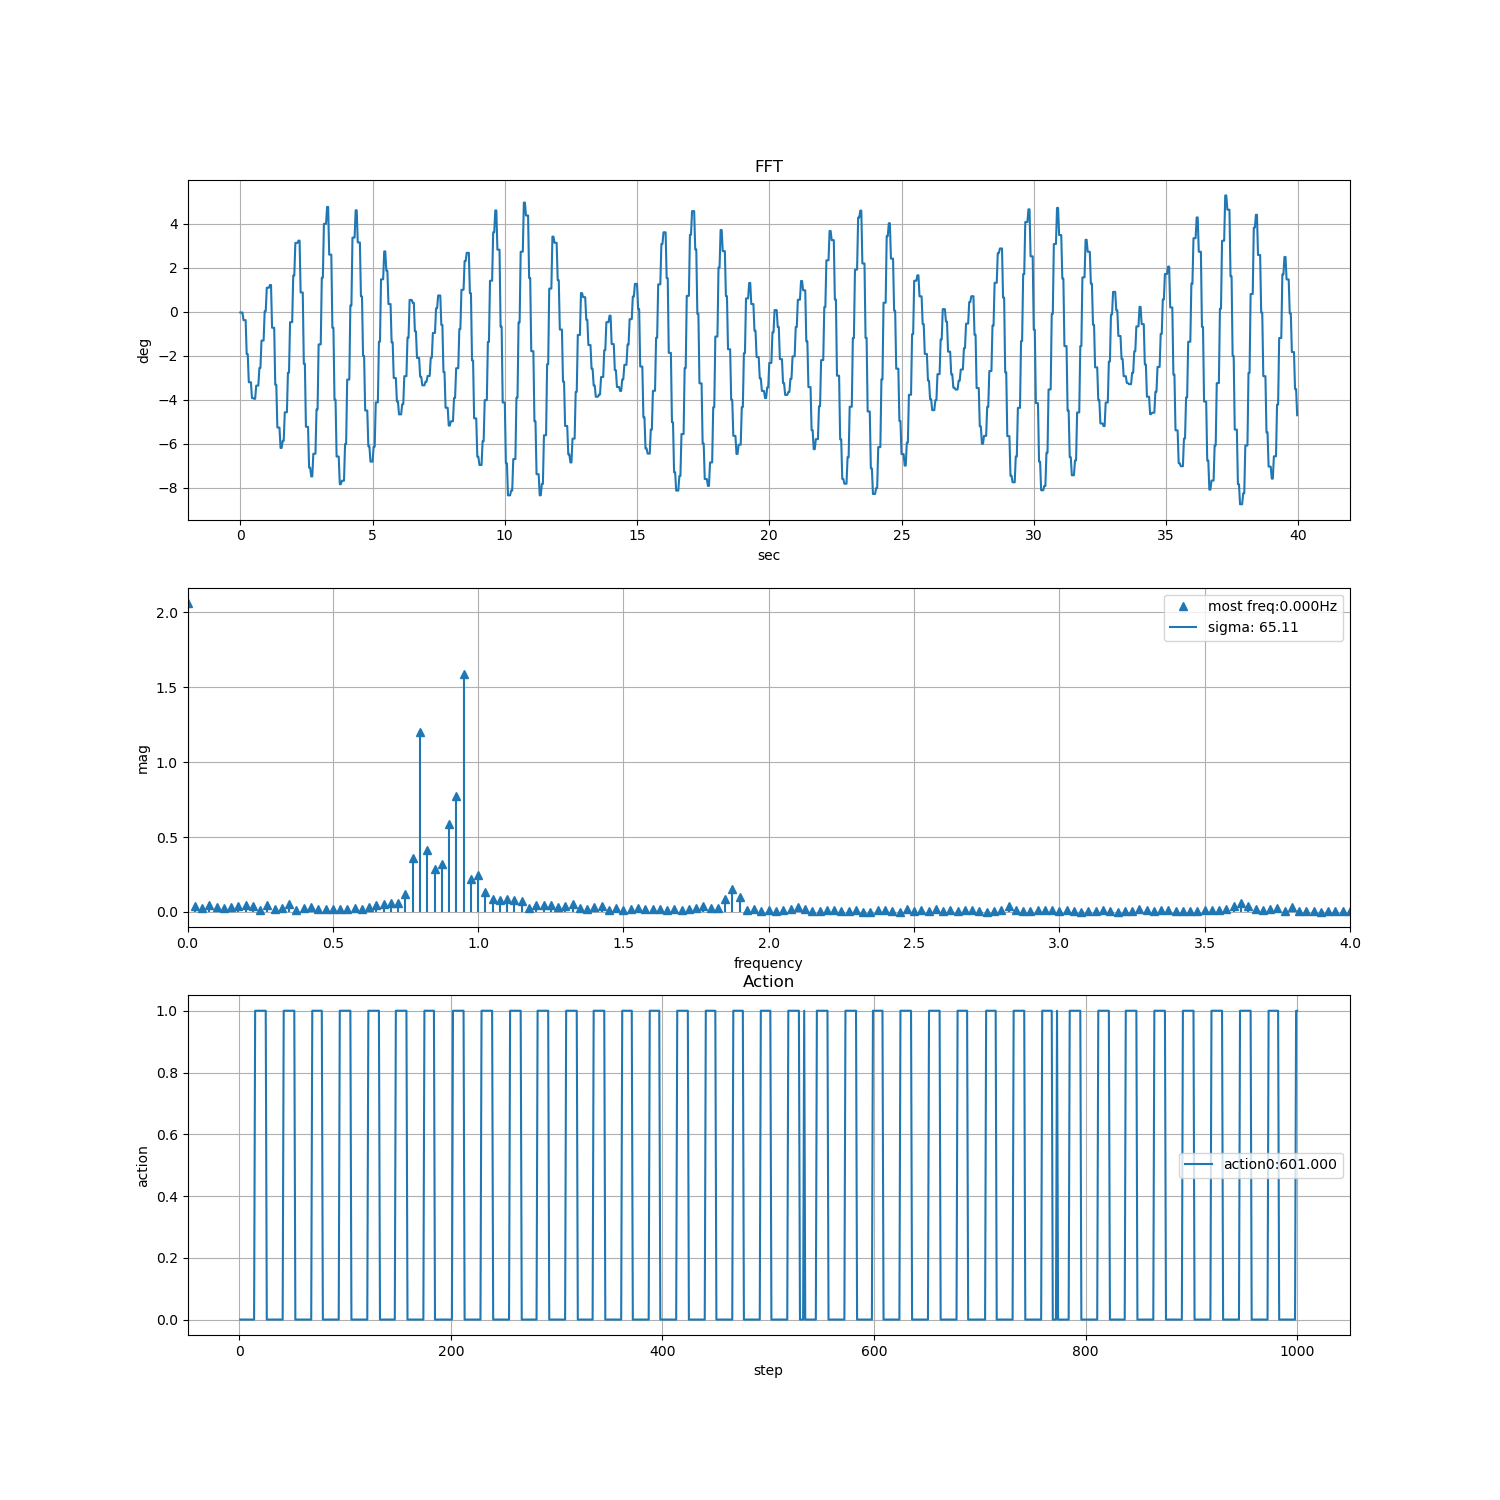 FFT
4
2
0
−2
−4
−6
−8
deg
0 5 10 15 20 25 30 35 40
sec
2.0
1.5
1.0
0.5
0.0
mag
most freq:0.000Hz
sigma: 65.11
0.0 0.5 1.0 1.5 2.0 2.5 3.0 3.5 4.0
frequency
Action
1.0
0.8
0.6
0.4
0.2
0.0
action
action0:601.000
0 200 400 600 800 1000
step